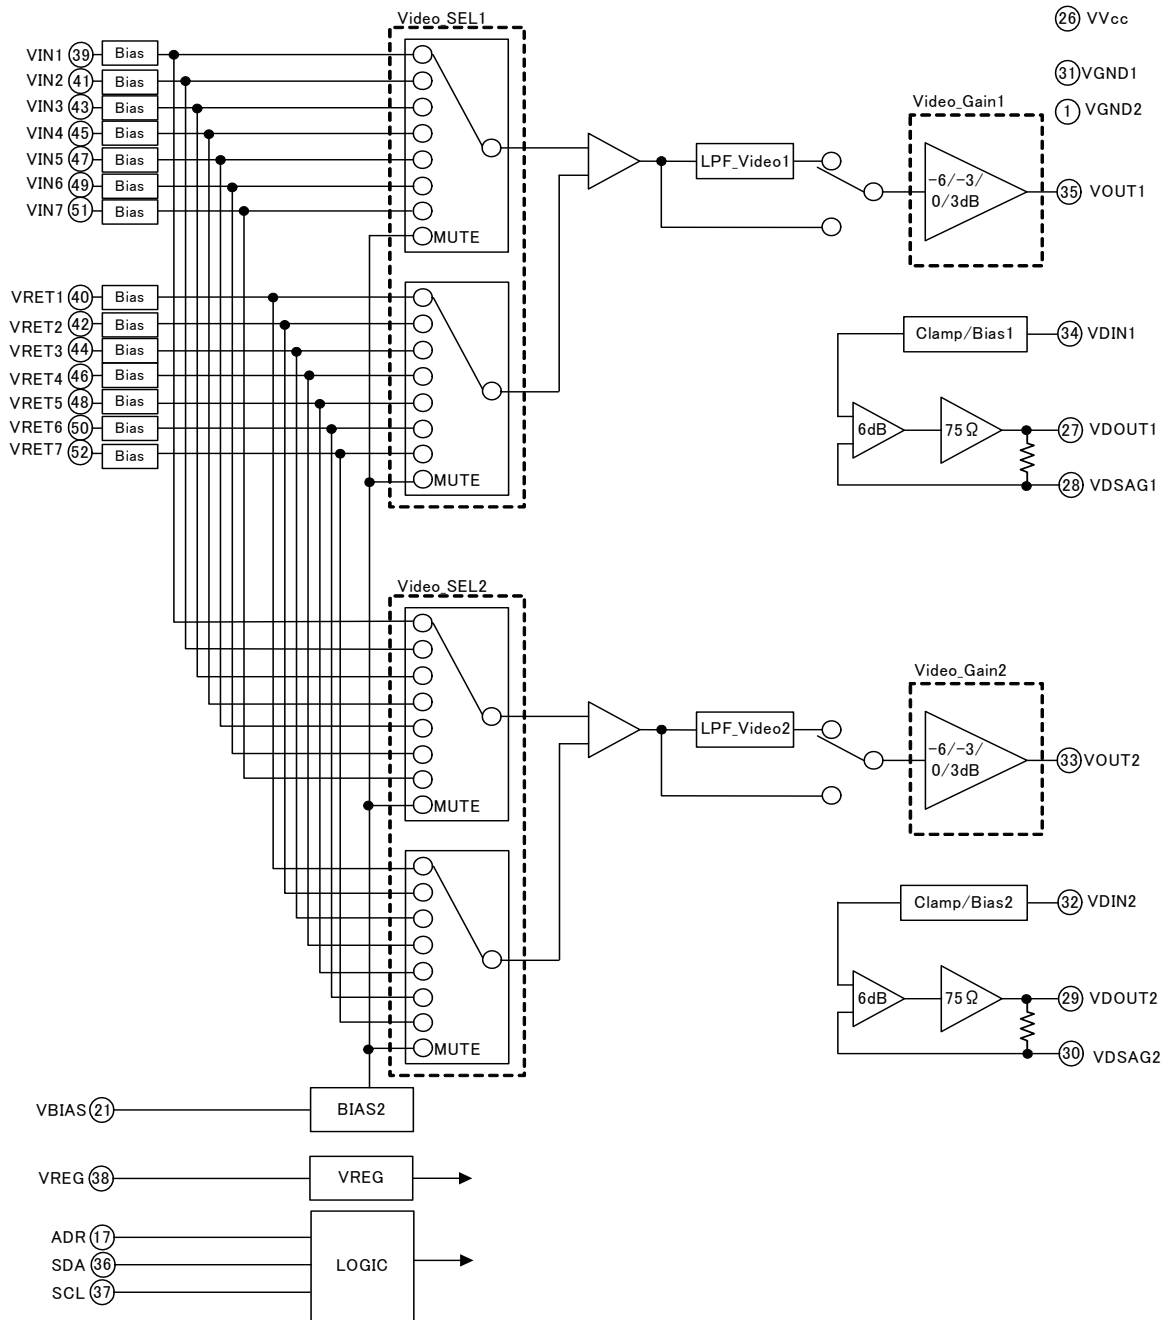 Video_SEL1
26 VVcc
VIN1 39 Bias
VIN2 41 Bias
31 VGND1
VIN3 43 Bias
Video_Gain1
1 VGND2
VIN4 45 Bias
VIN5 47 Bias
LPF_Video1
VIN6 49 Bias
-6/-3/
0/3dB
35 VOUT1
VIN7 51 Bias
MUTE
VRET1 40 Bias
VRET2 42 Bias
Clamp/Bias1
34 VDIN1
VRET3 44 Bias
VRET4 46 Bias
VRET5 48 Bias
VRET6 50 Bias
6dB
75Ω
27 VDOUT1
VRET7 52 Bias
MUTE
28 VDSAG1
Video_SEL2
Video_Gain2
LPF_Video2
-6/-3/
0/3dB
33 VOUT2
MUTE
Clamp/Bias2
32 VDIN2
6dB
75Ω
29 VDOUT2
MUTE
30 VDSAG2
VBIAS 21 BIAS2
VREG 38 VREG
ADR 17
SDA 36 LOGIC
SCL 37